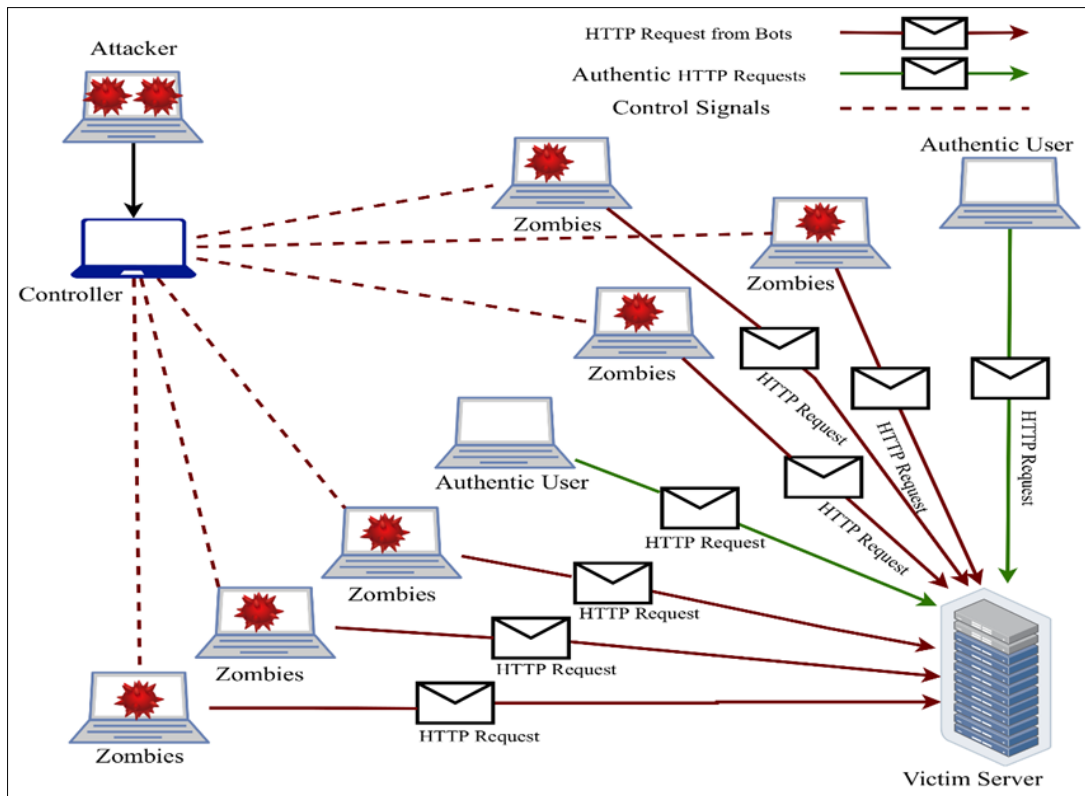 Attacker
HTTP Request from Bots
Authentic HTTP Requests
Control Signals
Authentic User
Zombies
Zombies
Controller
Zombies
HTTP Request
HTTP Request
HTTP Request
Authentic User
HTTP Request
HTTP Request
Zombies
HTTP Request
Zombies
HTTP Request
Zombies
HTTP Request
Victim Server